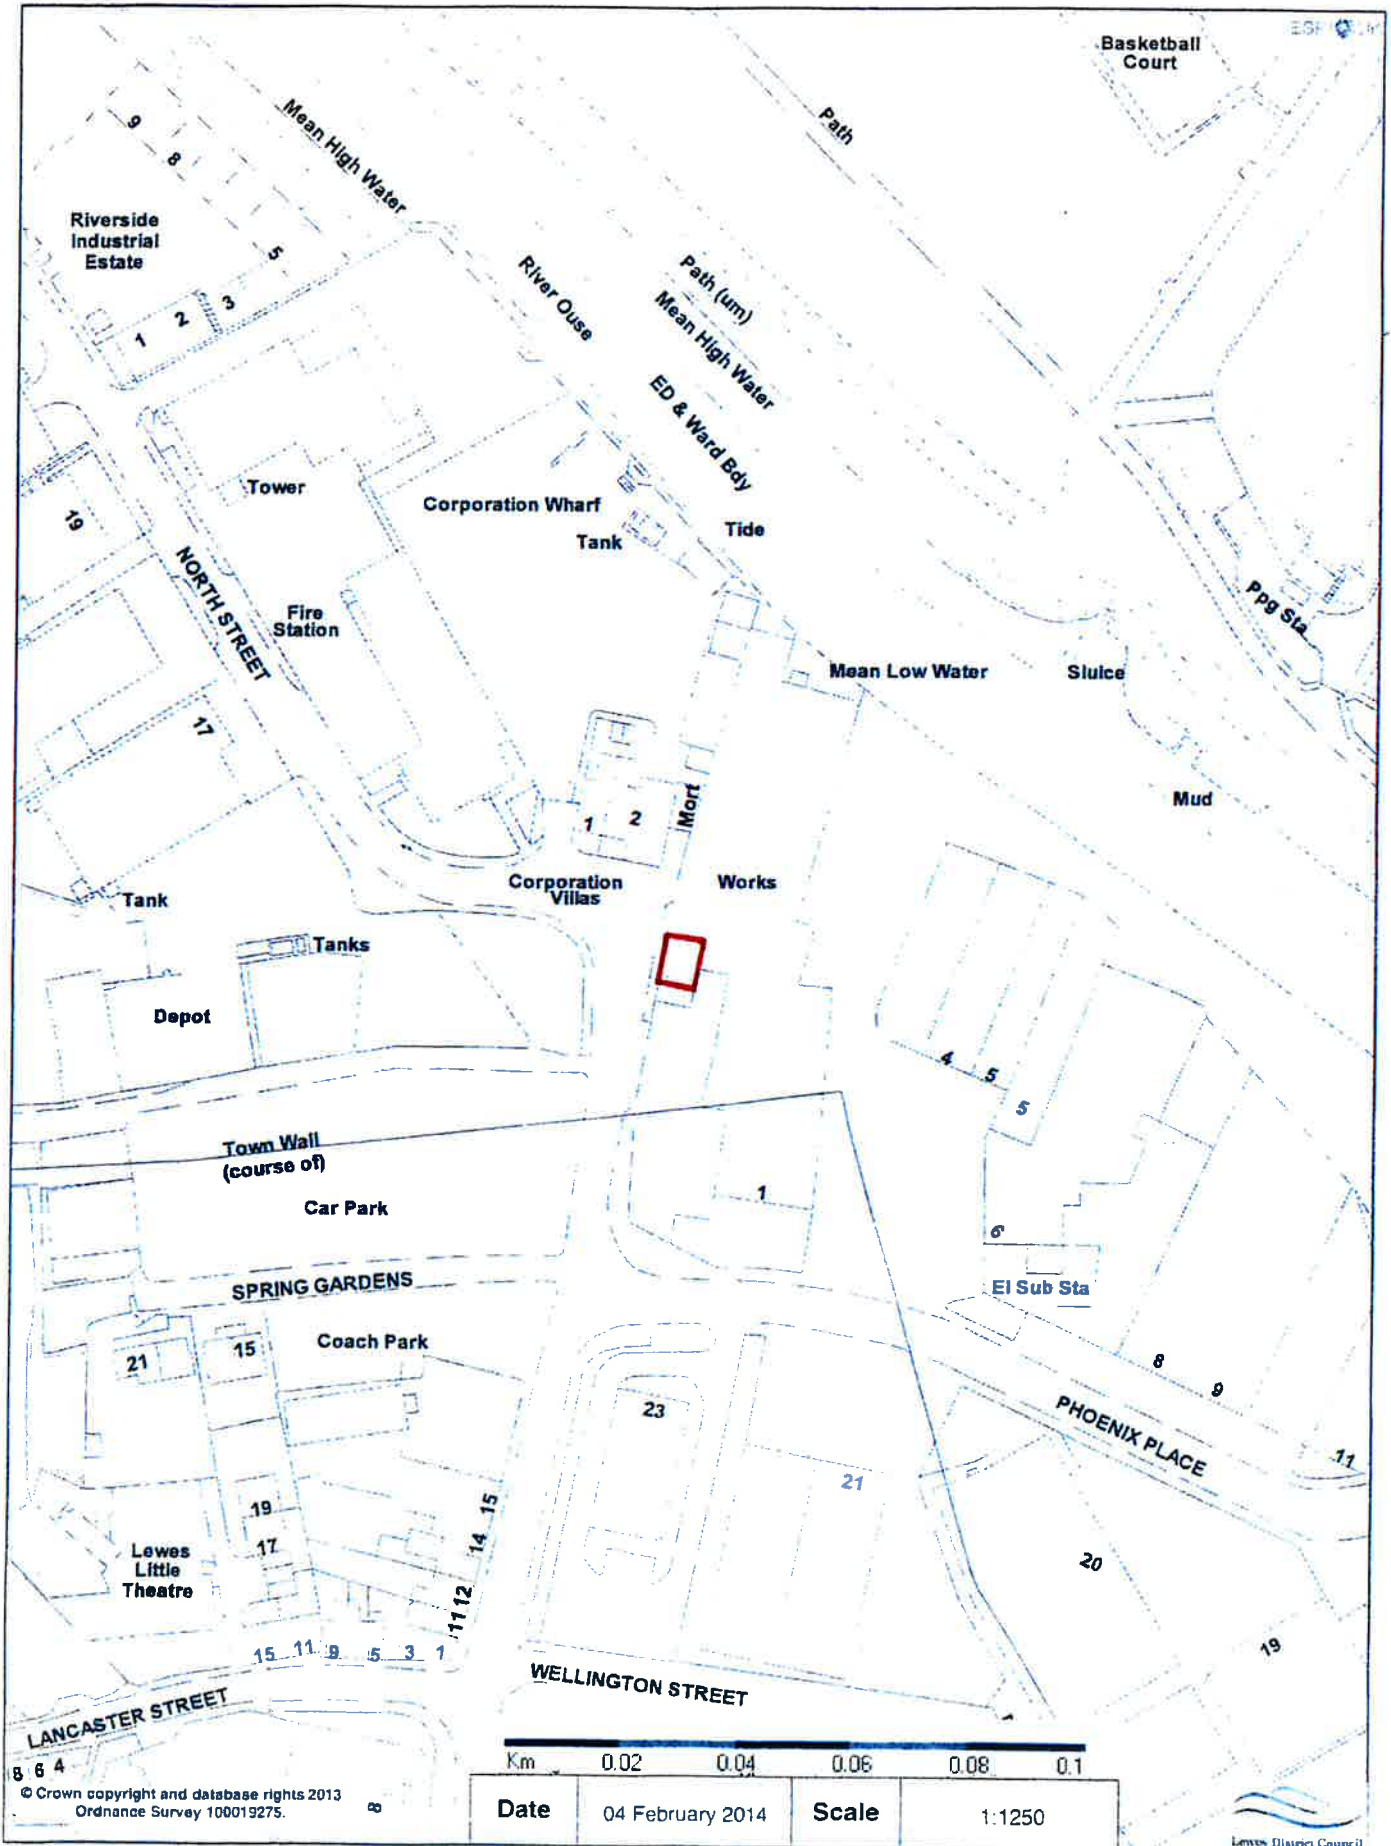 Basketball
Court
Path
Mean High Water
9
8
Riverside
Industrial
Estate
5
3
2
1
River Ouse
Path (um)
Mean High Water
ED & Ward Bdy
Tower
Corporation Wharf
Tank
Tide
19
NORTH STREET
Fire
Station
Ppg Sta
Mean Low Water
Sluice
17
Mort
Mud
1
2
Corporation
Villas
Works
Tank
Tanks
Depot
4
5
5
Town Wall
(course of)
Car Park
1
6
SPRING GARDENS
El Sub Sta
Coach Park
21
15
8
9
23
PHOENIX PLACE
11
21
15
19
14
17
Lewes
Little
Theatre
20
12
11
19
15 11 9 5 3 1
WELLINGTON STREET
LANCASTER STREET
8 6 4
Km 0.02 0.04 0.06 0.08 0.1
© Crown copyright and database rights 2013
Ordnance Survey 100019275.
8
Date 04 February 2014 Scale 1:1250
Lewes District Council